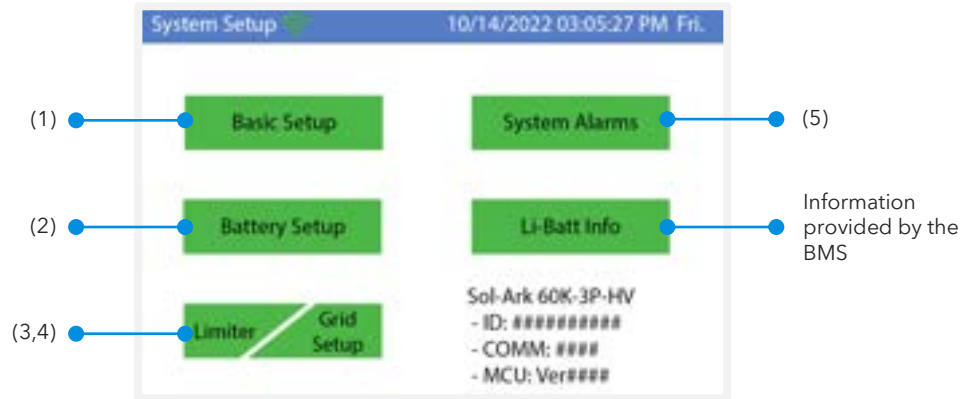 System Setup 10/14/2022 03:05:27 PM Fri.
(1) Basic Setup System Alarms (5)
(2) Battery Setup Li-Batt Info
Information
provided by the
BMS
(3,4) Limiter Grid
Setup
Sol-Ark 60K-3P-HV
- ID: ##########
- COMM: ####
- MCU: Ver####